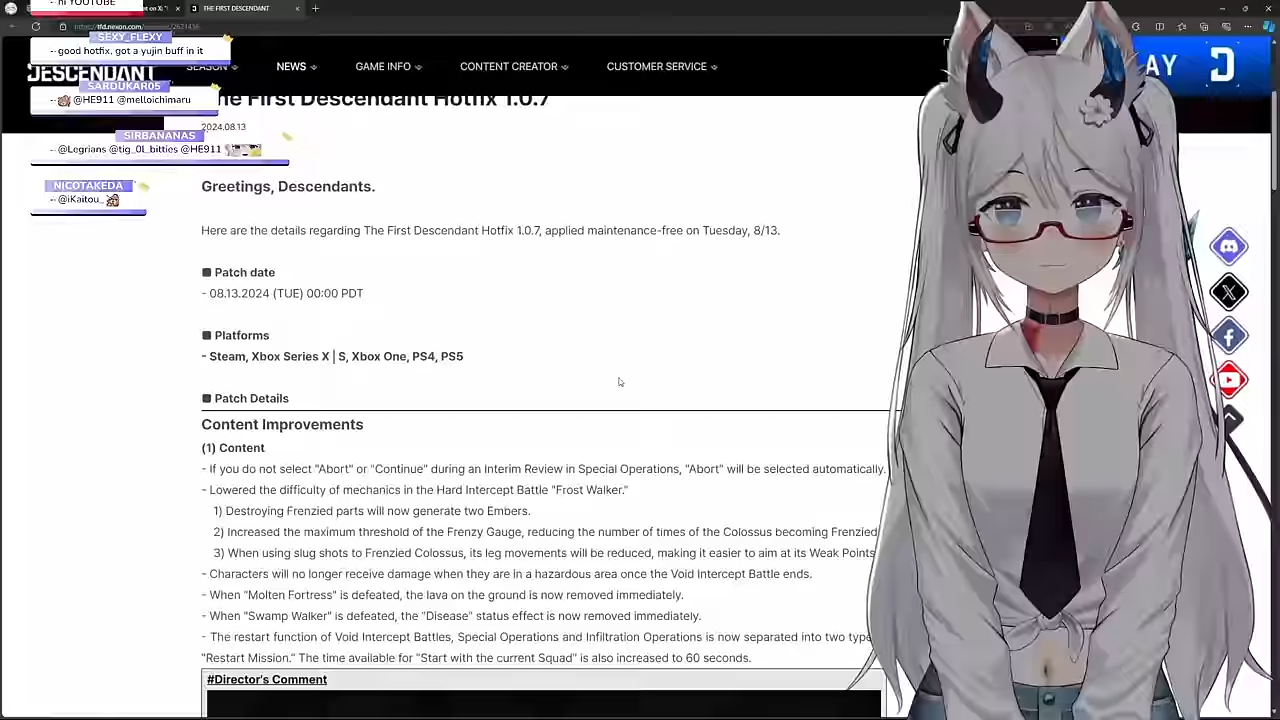 hi YOUTUBE
THE FIRST DESCENDANT
SEXY_FLEXY
-- good hotfix, got a yujin buff in it
DESCENDANT
SEASON
NEWS
GAME INFO
CONTENT CREATOR
CUSTOMER SERVICE
AY
SARDUKAR05
-- @HE911 @melloichimaru
The First Descendant Hotfix 1.0.7
2024.08.13
SIRBANANAS
-- @Legrians @tig_0l_bitties @HE911
NICOTAKEDA
-- @iKaitou_
Greetings, Descendants.
Here are the details regarding The First Descendant Hotfix 1.0.7, applied maintenance-free on Tuesday, 8/13.
Patch date
- 08.13.2024 (TUE) 00:00 PDT
Platforms
- Steam, Xbox Series X | S, Xbox One, PS4, PS5
Patch Details
Content Improvements
(1) Content
- If you do not select "Abort" or "Continue" during an Interim Review in Special Operations, "Abort" will be selected automatically.
- Lowered the difficulty of mechanics in the Hard Intercept Battle "Frost Walker."
1) Destroying Frenzied parts will now generate two Embers.
2) Increased the maximum threshold of the Frenzy Gauge, reducing the number of times of the Colossus becoming Frenzied
3) When using slug shots to Frenzied Colossus, its leg movements will be reduced, making it easier to aim at its Weak Points
- Characters will no longer receive damage when they are in a hazardous area once the Void Intercept Battle ends.
- When "Molten Fortress" is defeated, the lava on the ground is now removed immediately.
- When "Swamp Walker" is defeated, the "Disease" status effect is now removed immediately.
- The restart function of Void Intercept Battles, Special Operations and Infiltration Operations is now separated into two type
"Restart Mission." The time available for "Start with the current Squad" is also increased to 60 seconds.
#Director's Comment